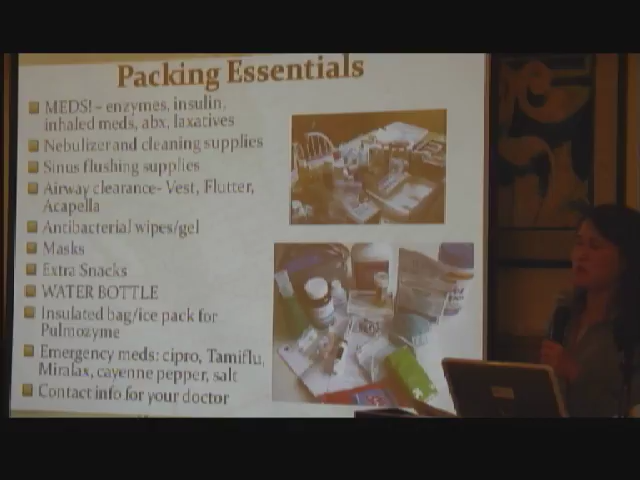 Packing Essentials
MEDS! - enzymes, insulin,
inhaled meds, abx, laxatives
Nebulizer and cleaning supplies
Sinus flushing supplies
Airway clearance- Vest, Flutter,
Acapella
Antibacterial wipes/gel
Masks
Extra Snacks
WATER BOTTLE
Insulated bag/ice pack for
Pulmozyme
Emergency meds: cipro, Tamiflu,
Miralax, cayenne pepper, salt
Contact info for your doctor